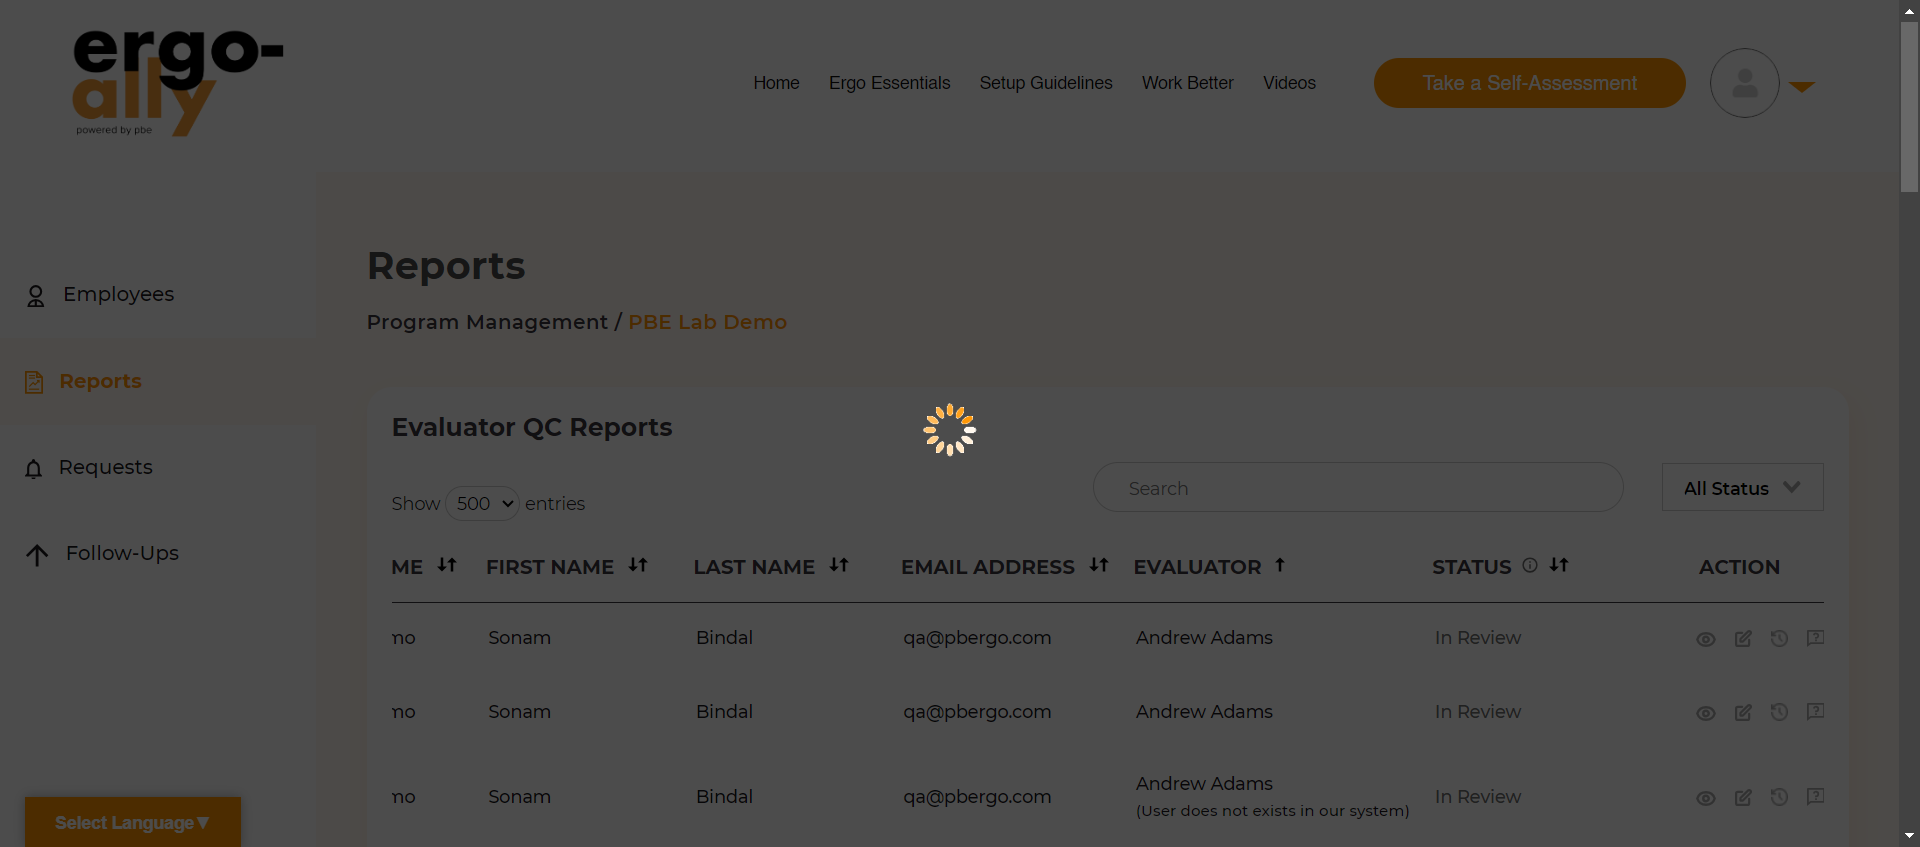 ergo-
ally
powered by pbe
Home Ergo Essentials Setup Guidelines Work Better Videos Take a Self-Assessment
Employees
Reports
Requests
Follow-Ups
Select Language▼
Reports
Program Management / PBE Lab Demo
Evaluator QC Reports
Show 500 entries
Search
All Status
ME FIRST NAME LAST NAME EMAIL ADDRESS EVALUATOR STATUS ACTION
mo Sonam Bindal qa@pbergo.com Andrew Adams In Review
mo Sonam Bindal qa@pbergo.com Andrew Adams In Review
mo Sonam Bindal qa@pbergo.com Andrew Adams In Review
(User does not exists in our system)